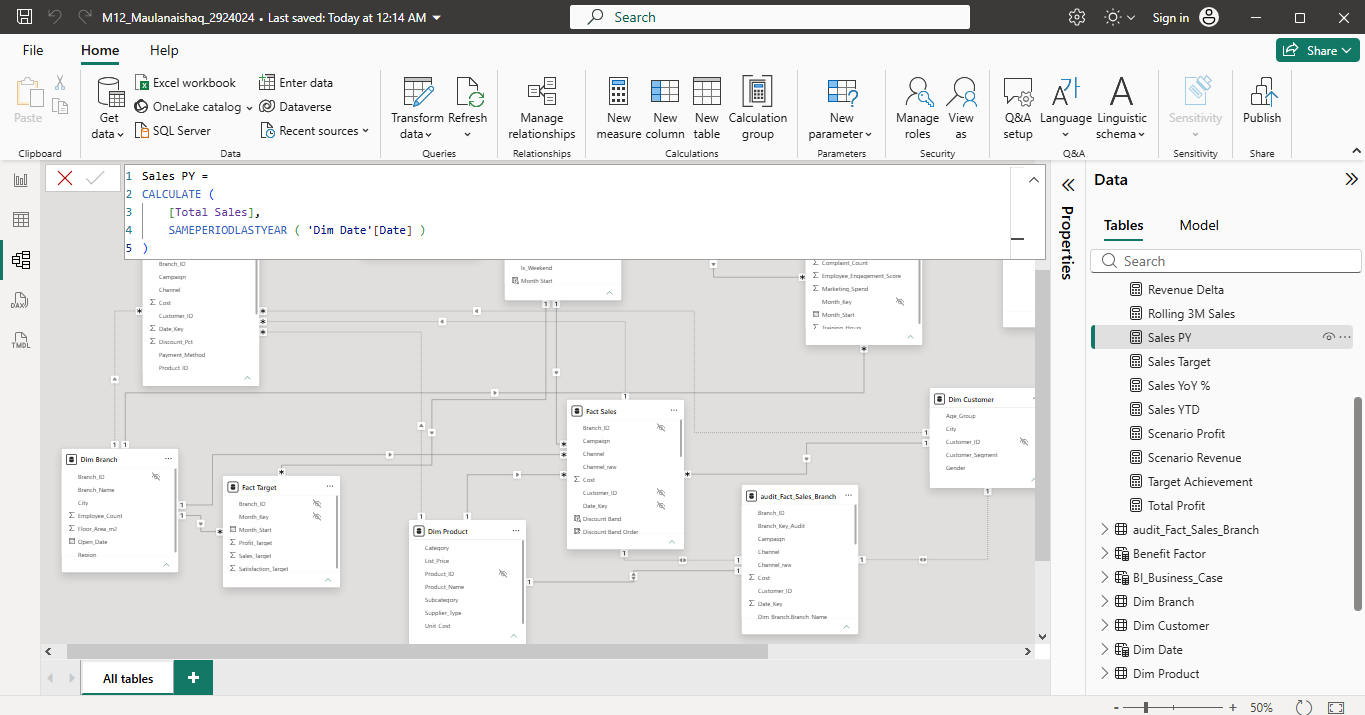 M12_Maulanaishaq_2924024 • Last saved: Today at 12:14 AM
Search
Sign in
File
Home
Help
Share
Paste
Clipboard
Get data
Excel workbook
OneLake catalog
SQL Server
Enter data
Dataverse
Recent sources
Data
Transform data
Refresh
Queries
Manage relationships
Relationships
New measure
New column
New table
Calculation group
Calculations
New parameter
Parameters
Manage roles
View as
Security
Q&A setup
Language
Linguistic schema
Q&A
Sensitivity
Sensitivity
Publish
Share
DAX
TMDL
1 Sales PY =
2 CALCULATE (
3 [Total Sales],
4 SAMEPERIODLASTYEAR ( 'Dim Date'[Date] )
5 )
Branch_ID
Campaign
Channel
Cost
Customer_ID
Date_Key
Discount_Pct
Payment_Method
Product_ID
Is_Weekend
Month Start
Complaint_Count
Employee_Engagement_Score
Marketing_Spend
Month_Key
Month_Start
Training_Hours
Dim Branch
Branch_ID
Branch_Name
City
Employee_Count
Floor_Area_m2
Open_Date
Region
Fact Target
Branch_ID
Month_Key
Month_Start
Profit_Target
Sales_Target
Satisfaction_Target
Dim Product
Category
List_Price
Product_ID
Product_Name
Subcategory
Supplier_Type
Unit_Cost
Fact Sales
Branch_ID
Campaign
Channel
Channel_raw
Cost
Customer_ID
Date_Key
Discount Band
Discount Band Order
audit_Fact_Sales_Branch
Branch_ID
Branch_Key_Audit
Campaign
Channel
Channel_raw
Cost
Customer_ID
Date_Key
Dim_Branch.Branch_Name
Dim Customer
Age_Group
City
Customer_ID
Customer_Segment
Gender
Properties
Data
Tables
Model
Search
Revenue Delta
Rolling 3M Sales
Sales PY
Sales Target
Sales YoY %
Sales YTD
Scenario Profit
Scenario Revenue
Target Achievement
Total Profit
audit_Fact_Sales_Branch
Benefit Factor
BI_Business_Case
Dim Branch
Dim Customer
Dim Date
Dim Product
All tables
+
- + 50%